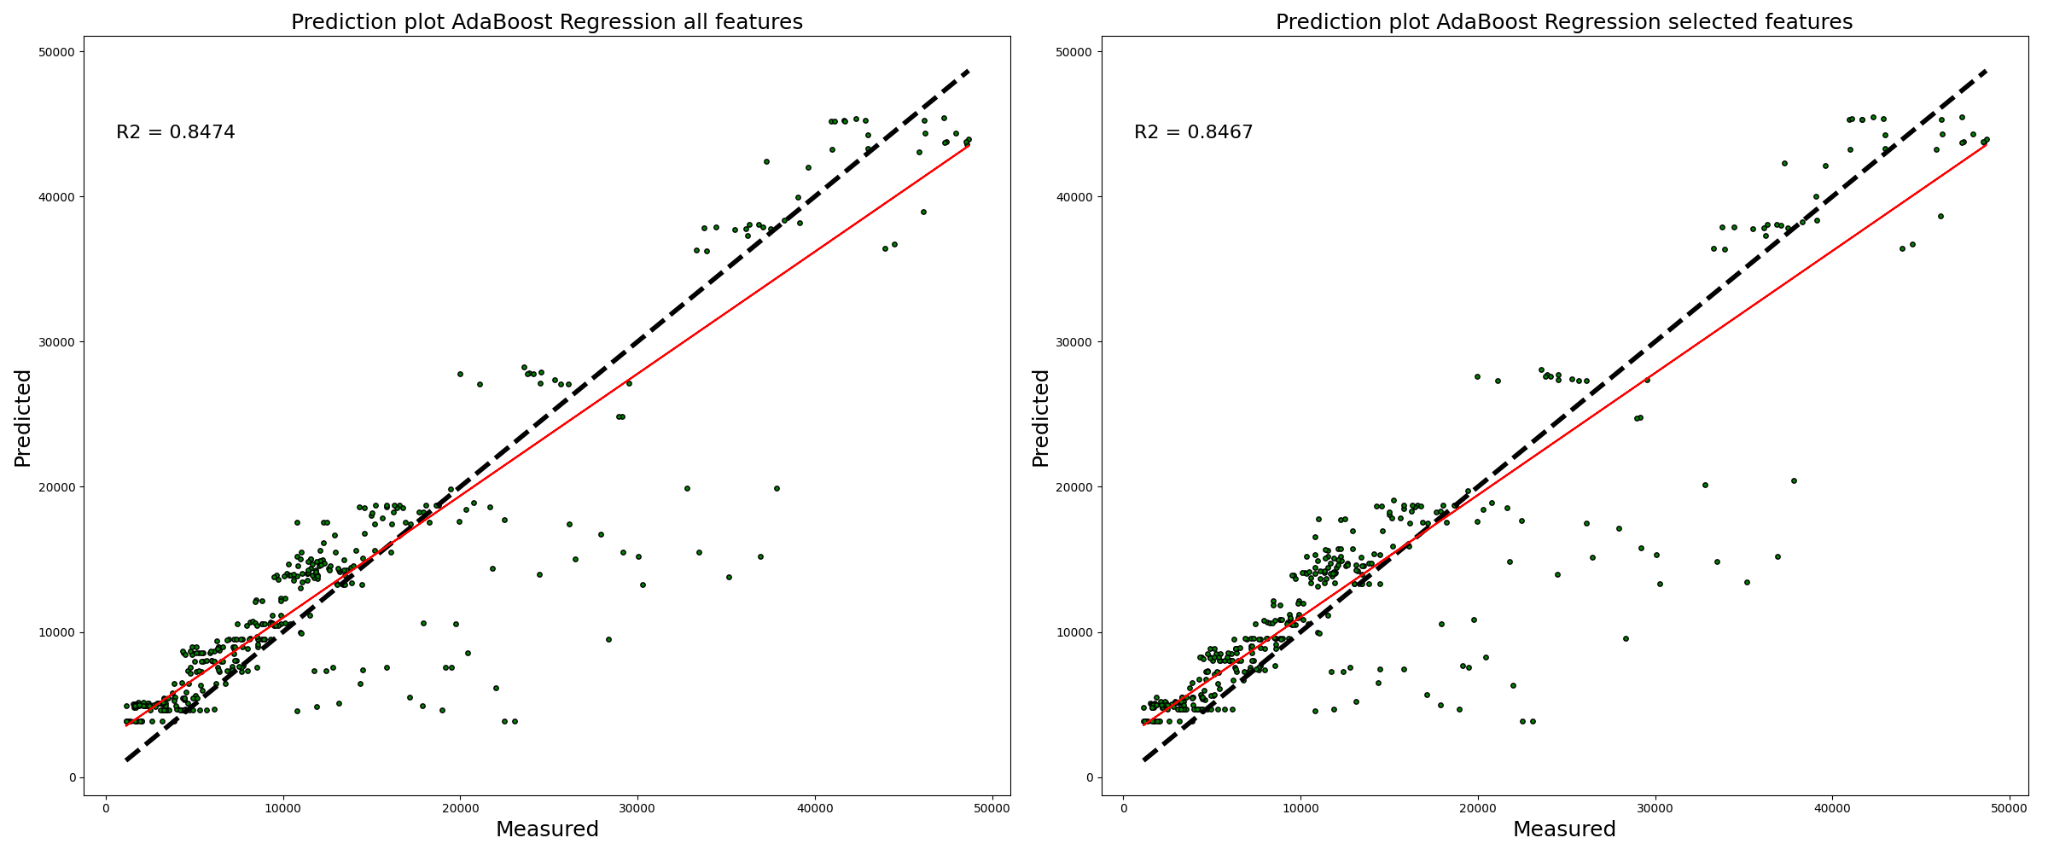 Prediction plot AdaBoost Regression all features
50000
40000
30000
20000
10000
0
R2 = 0.8474
Predicted
0 10000 20000 30000 40000 50000
Measured
Prediction plot AdaBoost Regression selected features
50000
40000
30000
20000
10000
0
R2 = 0.8467
Predicted
0 10000 20000 30000 40000 50000
Measured